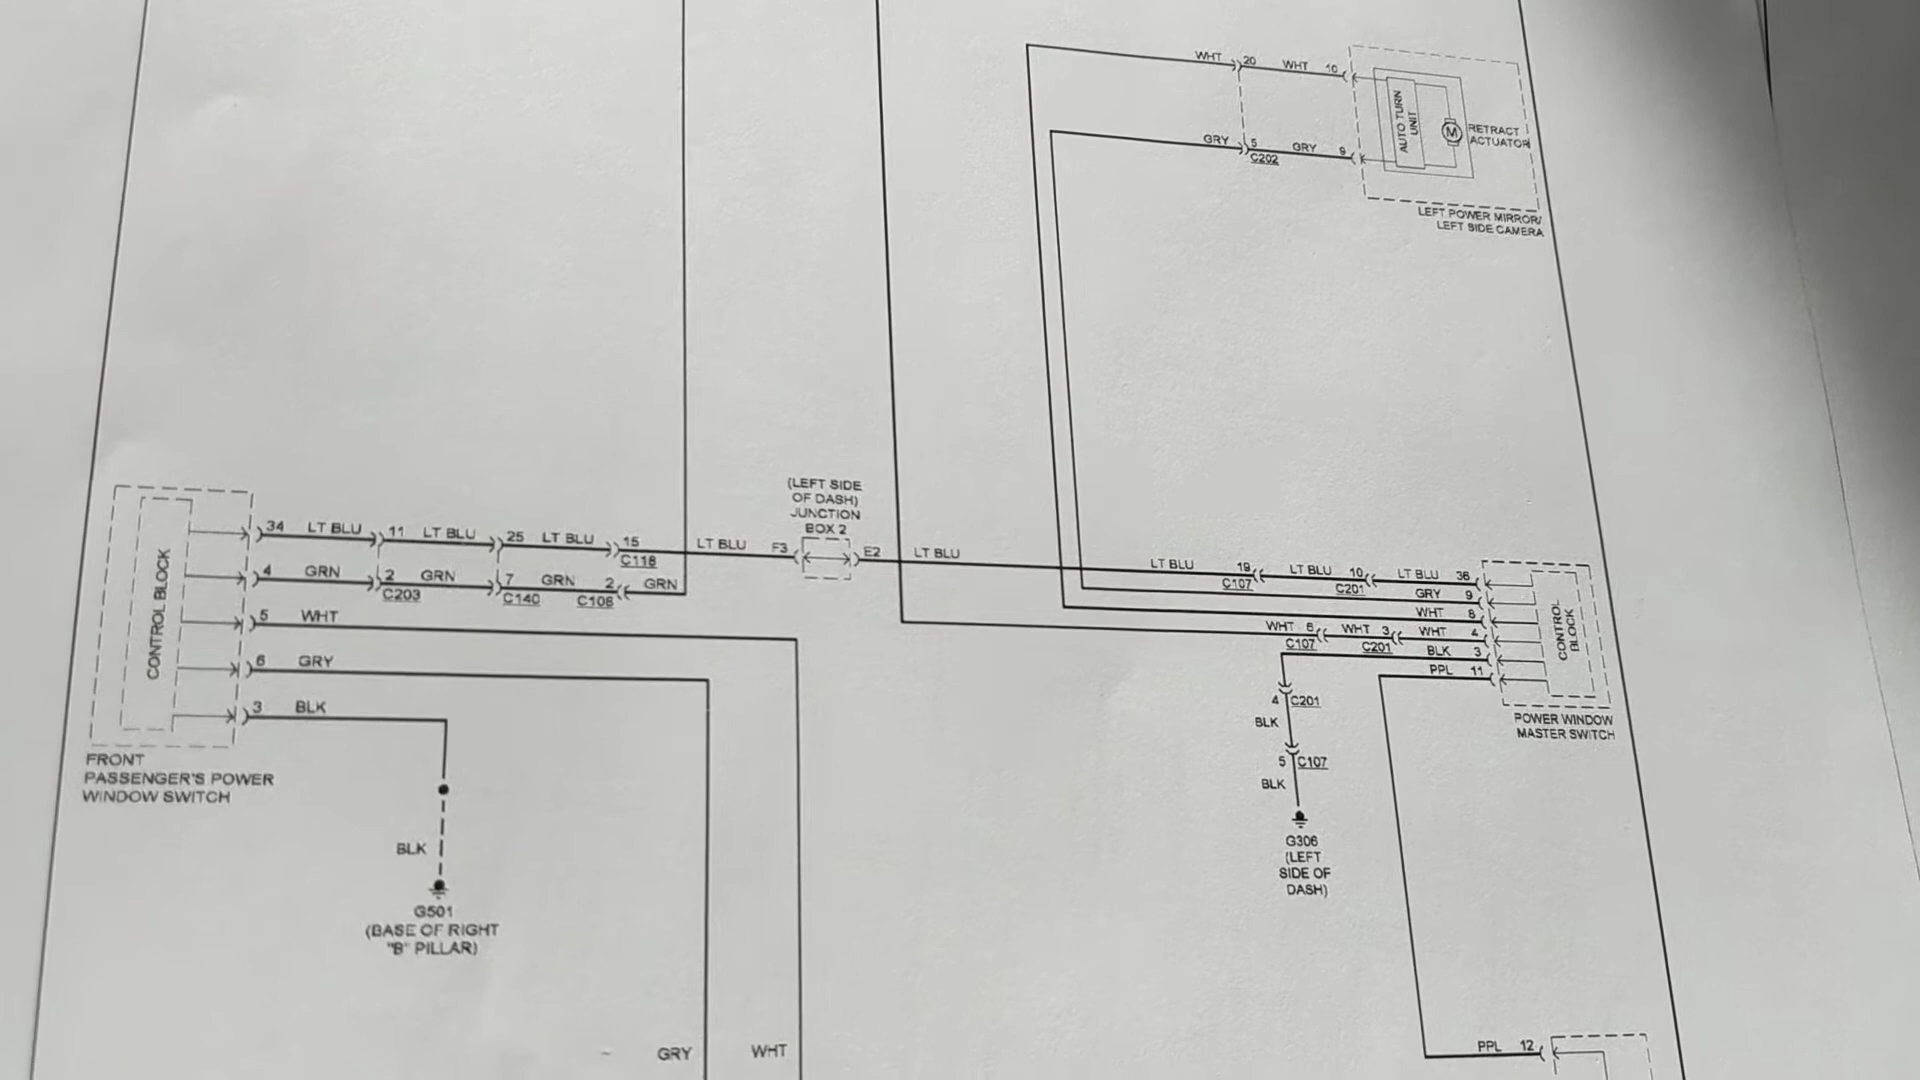 WHT 20 WHT 10
AUTO TURN
UNIT
M
RETRACT
ACTUATOR
GRY 5 GRY 9
C202
LEFT POWER MIRROR/
LEFT SIDE CAMERA
(LEFT SIDE
OF DASH)
JUNCTION
BOX 2
34 LT BLU 11 LT BLU 25 LT BLU 15 LT BLU F3 E2 LT BLU LT BLU 19 LT BLU 10 LT BLU 36
C118
C107
C201
4 GRN 2 GRN 7 GRN 2 GRN
C203
C140
C108
GRY 9
WHT 8
5 WHT
WHT 6 WHT 3 WHT 4
C107
C201
BLK 3
6 GRY
PPL 11
3 BLK
CONTROL BLOCK
CONTROL
BLOCK
4 C201
BLK
5 C107
BLK
POWER WINDOW
MASTER SWITCH
FRONT
PASSENGER'S POWER
WINDOW SWITCH
G306
(LEFT
SIDE OF
DASH)
BLK
G501
(BASE OF RIGHT
"B" PILLAR)
GRY WHT
PPL 12